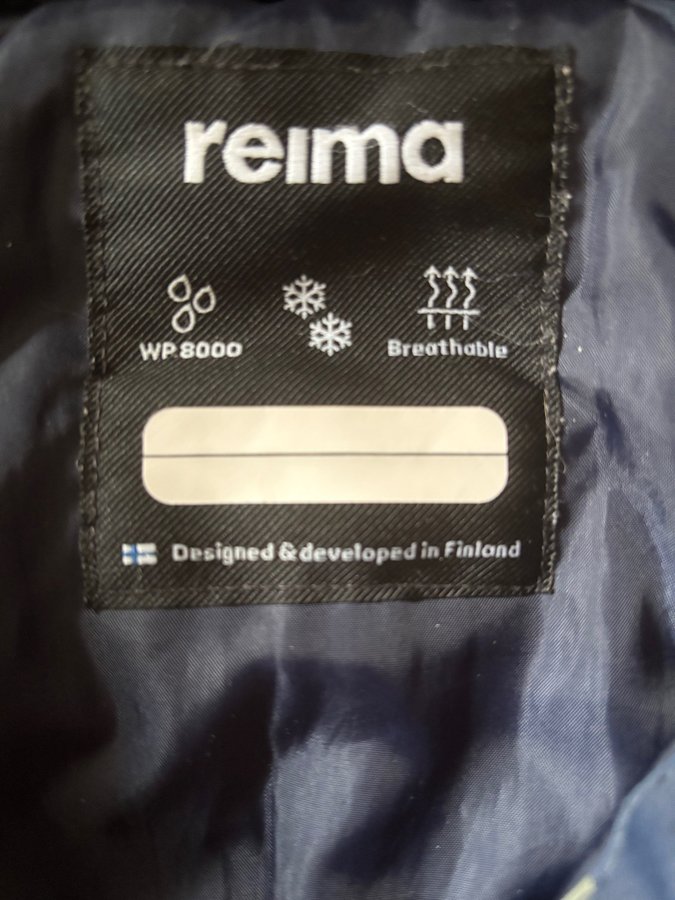 reima
WP 8000 Breathable
Designed & developed in Finland